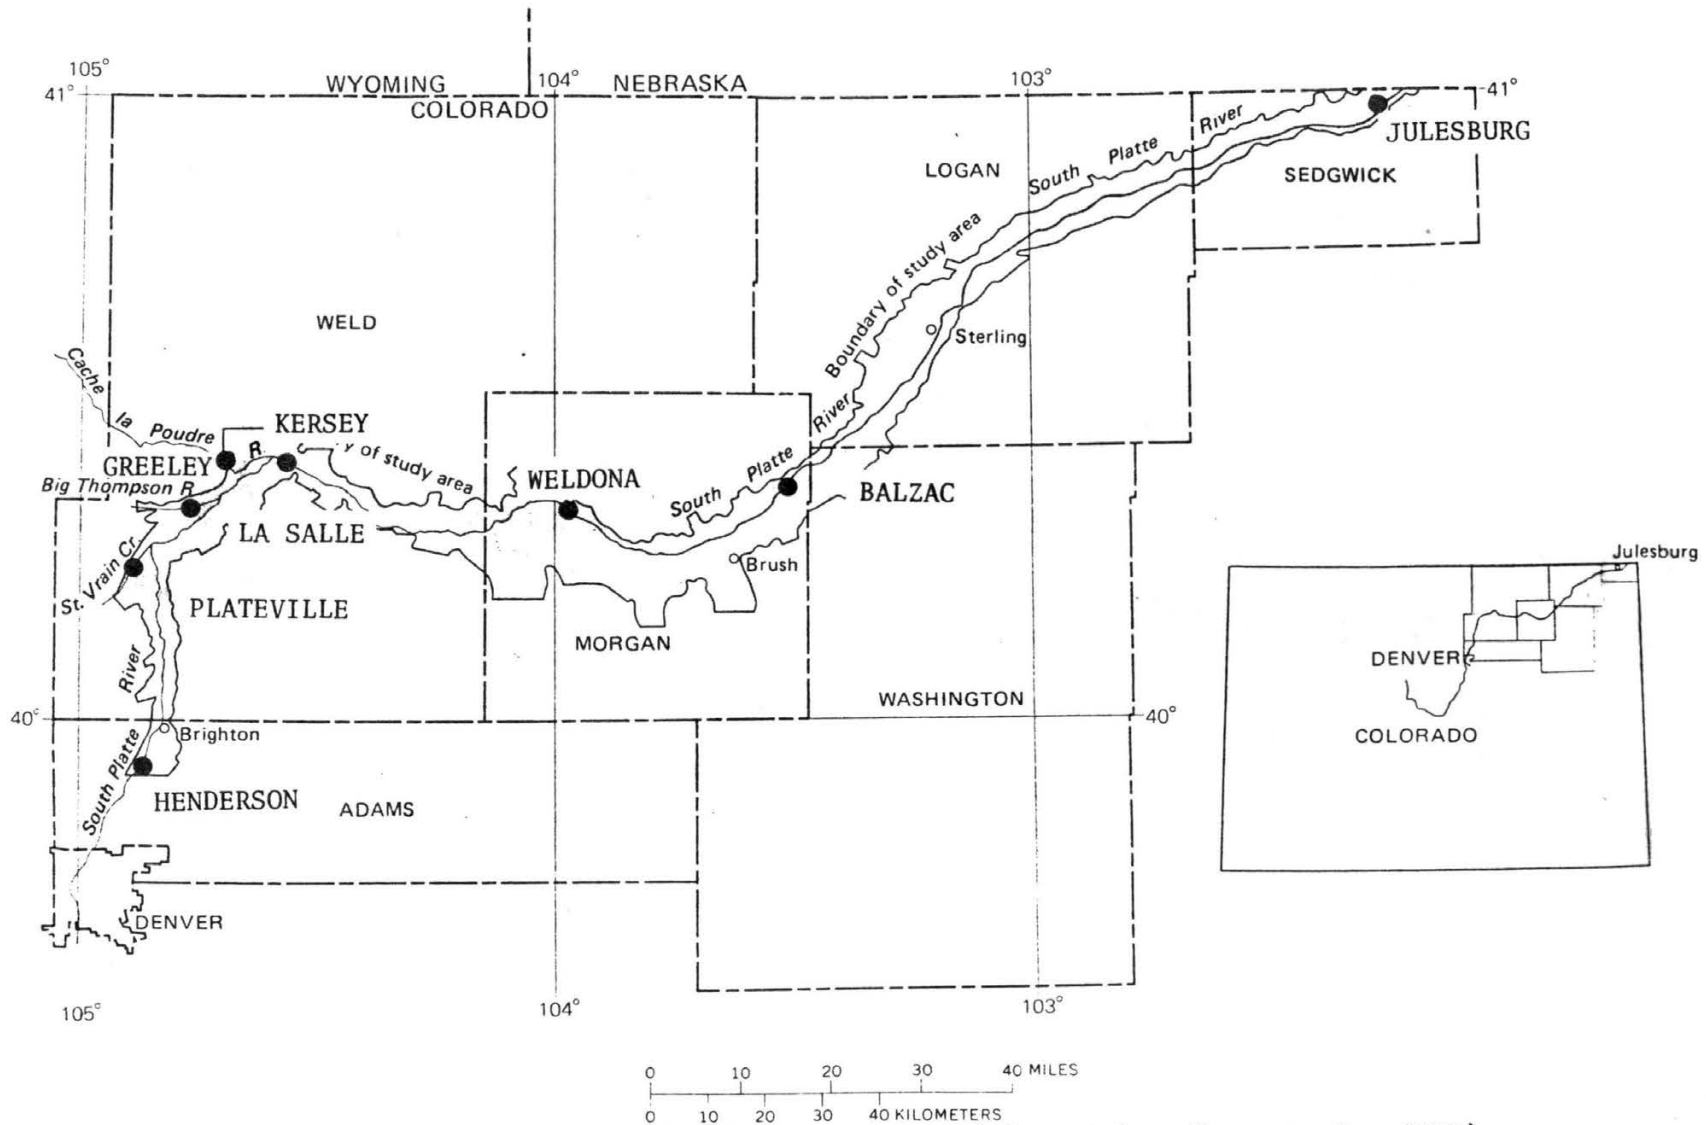 105°
41°
WYOMING
104°
NEBRASKA
103°
41°
COLORADO
JULESBURG
South Platte River
LOGAN
SEDGWICK
Boundary of study area
WELD
Sterling
Cache la Poudre R.
KERSEY
GREELEY
y of study area
WELDONA
South Platte River
BALZAC
Big Thompson R.
LA SALLE
Brush
St. Vrain Cr.
PLATEVILLE
MORGAN
WASHINGTON
40°
40°
South Platte River
Brighton
HENDERSON
ADAMS
DENVER
105°
104°
103°
Julesburg
DENVER
COLORADO
0 10 20 30 40 MILES
0 10 20 30 40 KILOMETERS